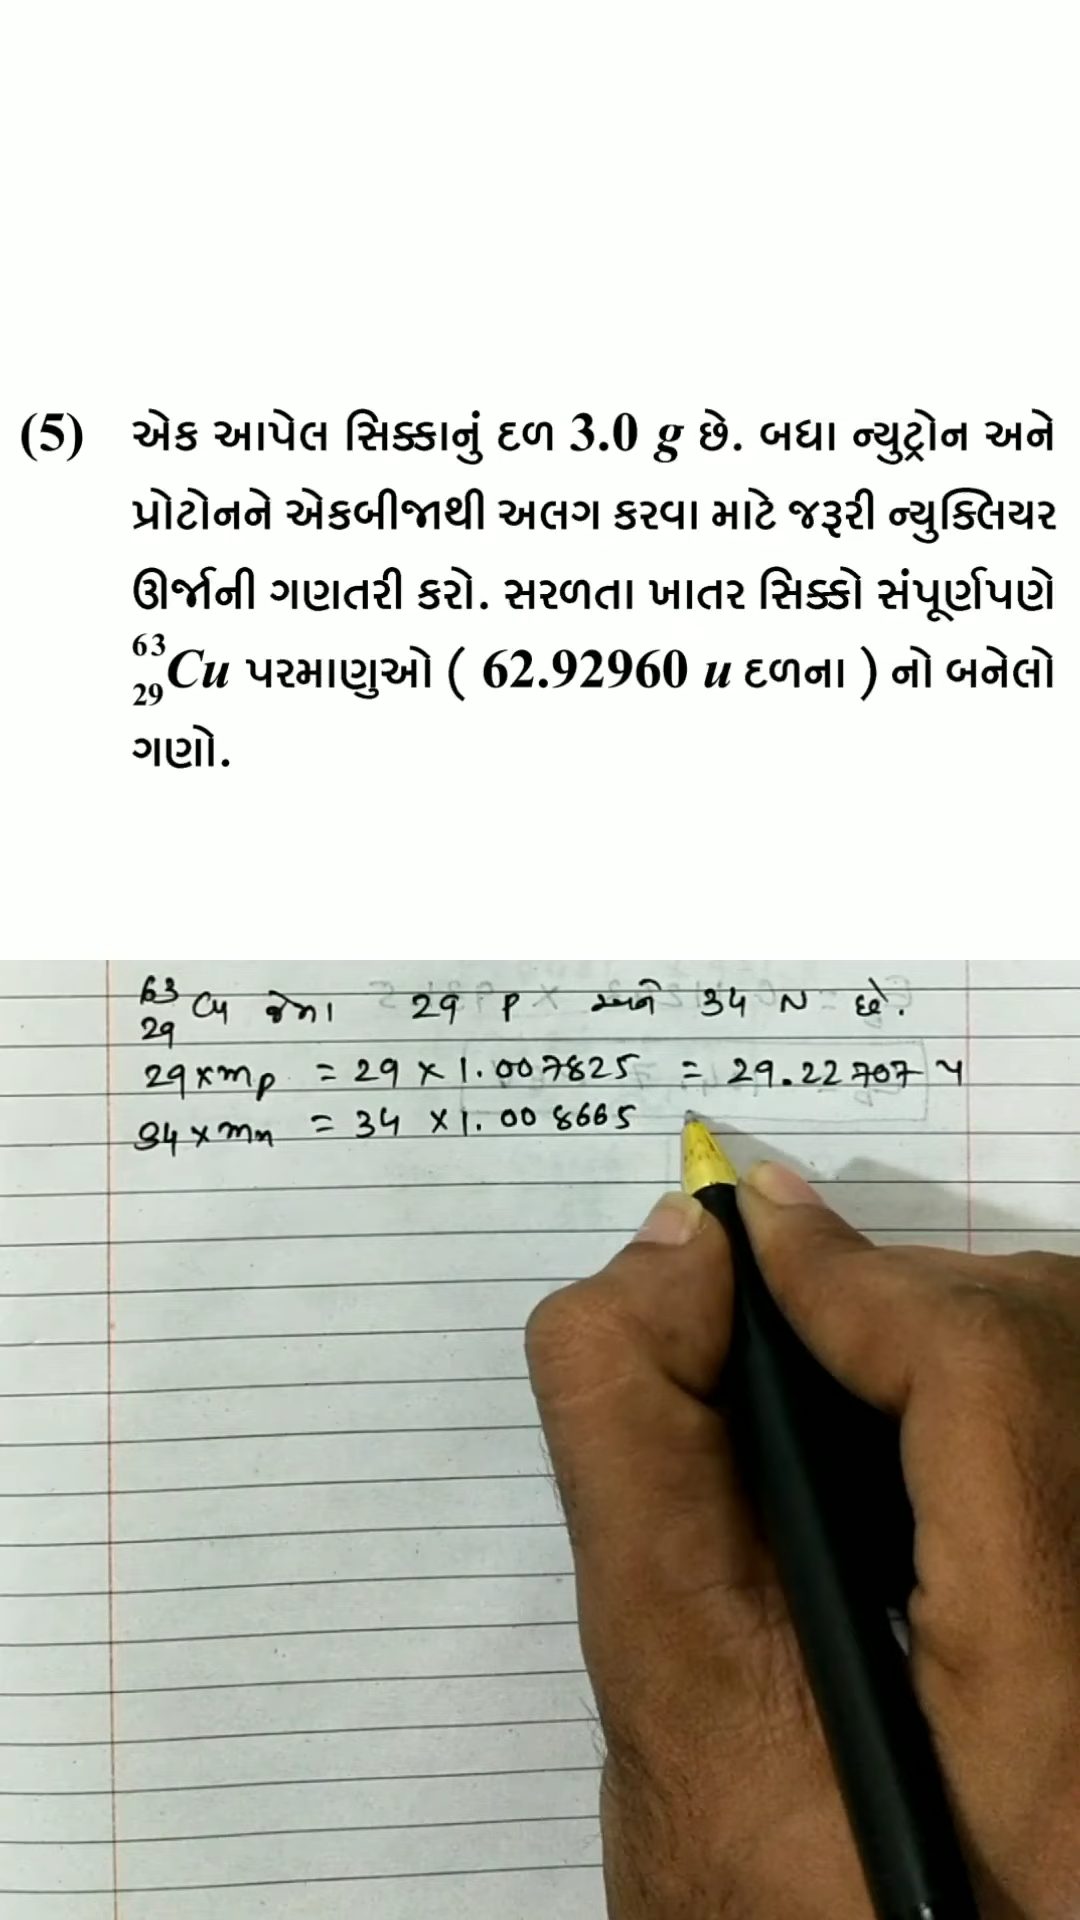 (5) એક આપેલ સિક્કાનું દળ 3.0 g છે. બધા ન્યુટ્રોન અને
પ્રોટોનને એકબીજાથી અલગ કરવા માટે જરૂરી ન્યુક્લિયર
ઊર્જાની ગણતરી કરો. સરળતા ખાતર સિક્કો સંપૂર્ણપણે
⁶³₂₉Cu પરમાણુઓ ( 62.92960 u દળના ) નો બનેલો
ગણો.
⁶³₂₉Cu જેમાં 29 P અને 34 N છે.
29 × mp = 29 × 1.007825 = 29.22707 u
34 × mn = 34 × 1.008665